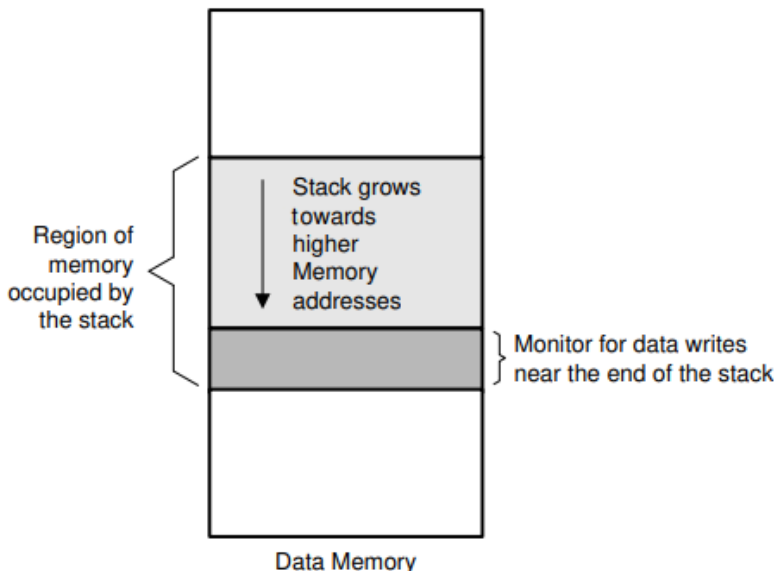 Stack grows
towards
higher
Memory
addresses
Region of
memory
occupied by
the stack
Monitor for data writes
near the end of the stack
Data Memory